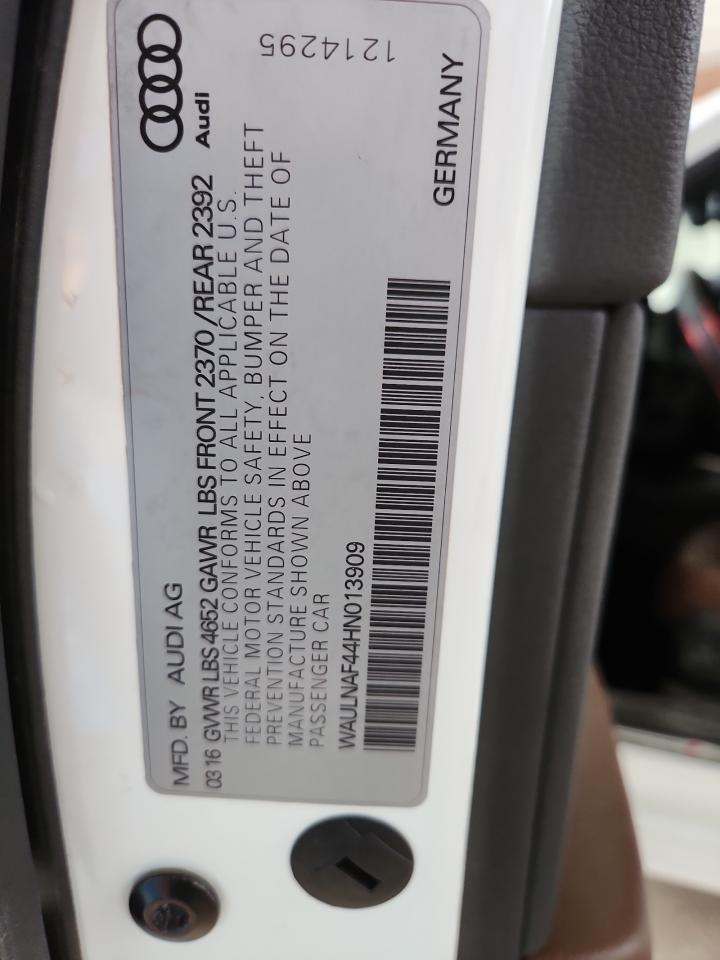 MFD. BY AUDI AG
Audi
03 16 GVWR LBS 4652 GAWR LBS FRONT 2370 /REAR 2392
THIS VEHICLE CONFORMS TO ALL APPLICABLE U.S.
FEDERAL MOTOR VEHICLE SAFETY, BUMPER AND THEFT
PREVENTION STANDARDS IN EFFECT ON THE DATE OF
MANUFACTURE SHOWN ABOVE
PASSENGER CAR
WAULNAF44HN013909
GERMANY
1214295